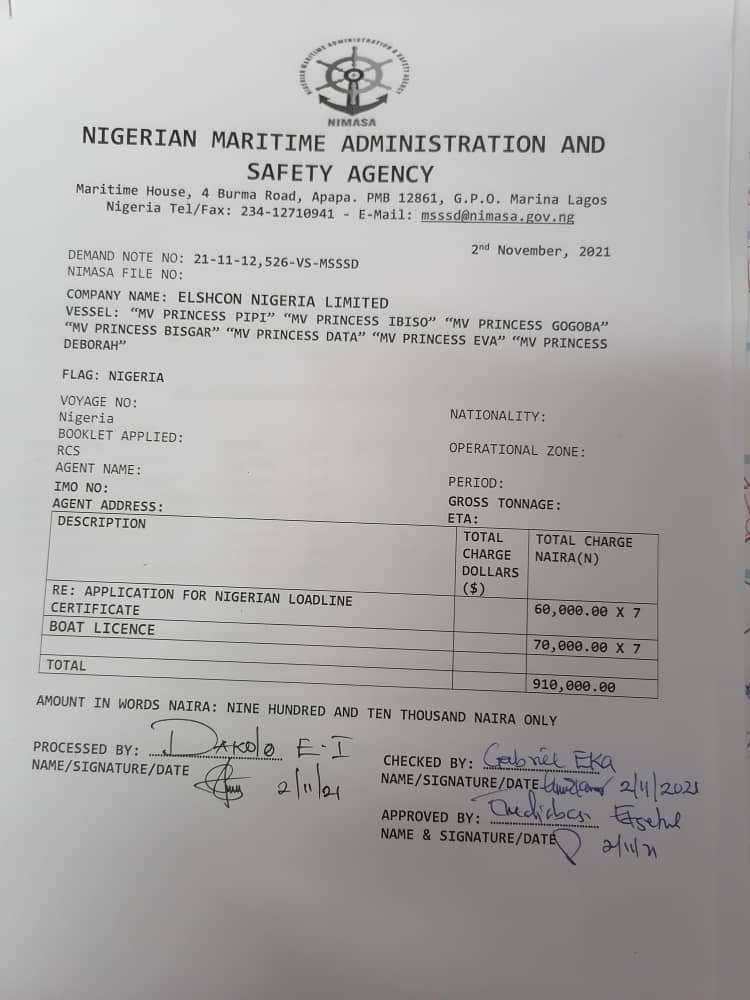 NIGERIAN MARITIME ADMINISTRATION & SAFETY AGENCY
NIMASA
NIGERIAN MARITIME ADMINISTRATION AND
SAFETY AGENCY
Maritime House, 4 Burma Road, Apapa. PMB 12861, G.P.O. Marina Lagos
Nigeria Tel/Fax: 234-12710941 - E-Mail: msssd@nimasa.gov.ng
2nd November, 2021
DEMAND NOTE NO: 21-11-12,526-VS-MSSSD
NIMASA FILE NO:
COMPANY NAME: ELSHCON NIGERIA LIMITED
VESSEL: “MV PRINCESS PIPI” “MV PRINCESS IBISO” “MV PRINCESS GOGOBA”
“MV PRINCESS BISGAR” “MV PRINCESS DATA” “MV PRINCESS EVA” “MV PRINCESS
DEBORAH”
FLAG: NIGERIA
VOYAGE NO:
Nigeria
NATIONALITY:
BOOKLET APPLIED:
RCS
OPERATIONAL ZONE:
AGENT NAME:
IMO NO:
PERIOD:
AGENT ADDRESS:
GROSS TONNAGE:
ETA:
DESCRIPTION
TOTAL
CHARGE
DOLLARS
($)
TOTAL CHARGE
NAIRA(N)
RE: APPLICATION FOR NIGERIAN LOADLINE
CERTIFICATE
60,000.00 X 7
BOAT LICENCE
70,000.00 X 7
TOTAL
910,000.00
AMOUNT IN WORDS NAIRA: NINE HUNDRED AND TEN THOUSAND NAIRA ONLY
PROCESSED BY: DAKOLO E-I
NAME/SIGNATURE/DATE 2/11/21
CHECKED BY: Gabriel EKA
NAME/SIGNATURE/DATE 2/11/2021
APPROVED BY:
NAME & SIGNATURE/DATE 2/11/21